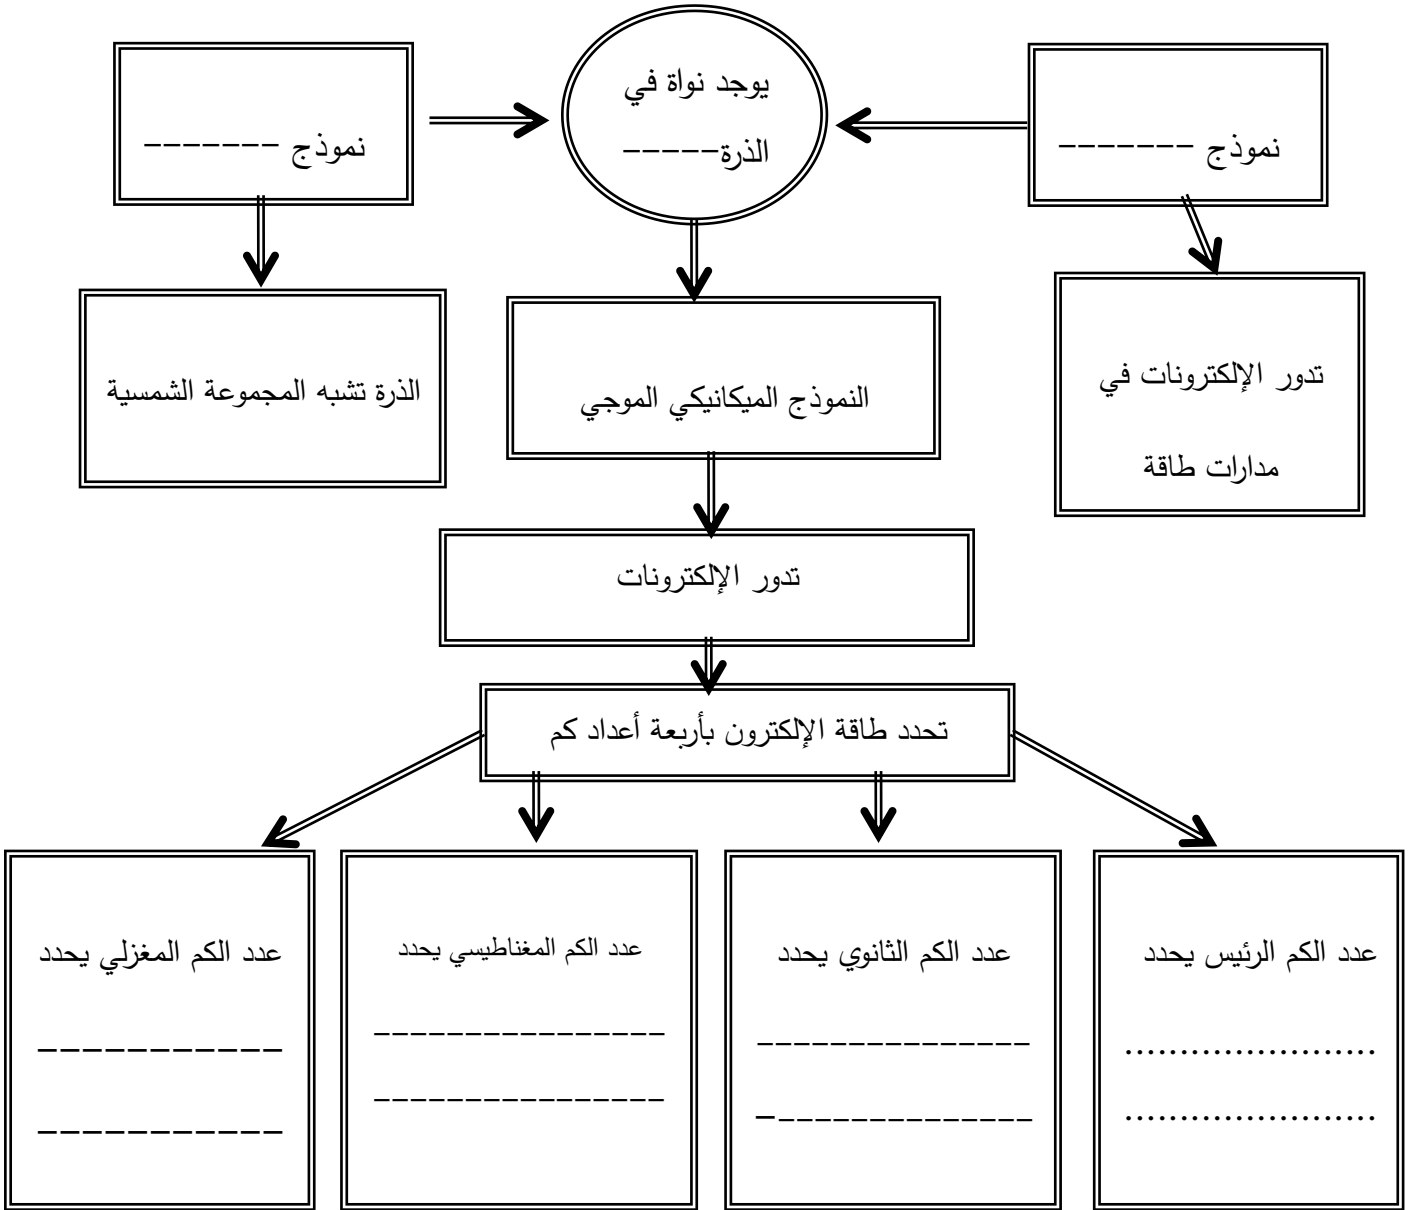 يوجد نواة في
الذرة-----
نموذج -------
نموذج -------
تدور الإلكترونات في
مدارات طاقة
النموذج الميكانيكي الموجي
الذرة تشبه المجموعة الشمسية
تدور الإلكترونات
تحدد طاقة الإلكترون بأربعة أعداد كم
عدد الكم الرئيس يحدد
.......................
.......................
عدد الكم الثانوي يحدد
---------------
---------------
عدد الكم المغناطيسي يحدد
----------------
----------------
عدد الكم المغزلي يحدد
-----------
-----------